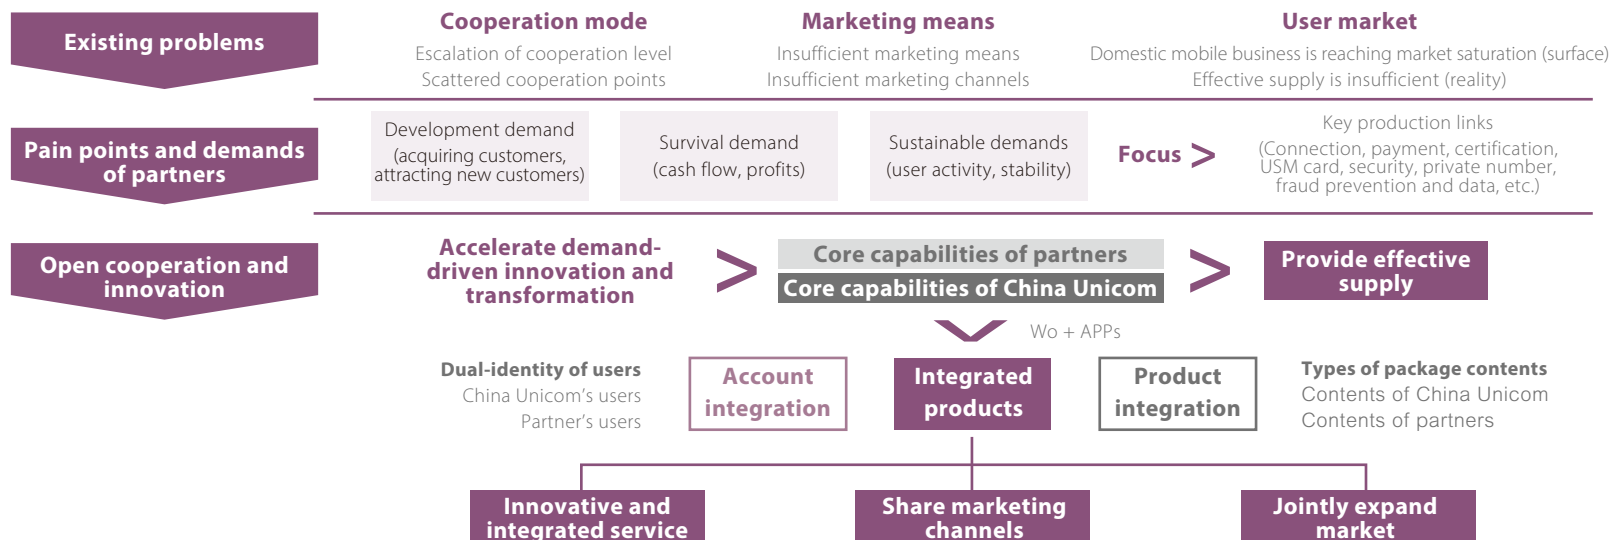 Existing problems
Cooperation mode
Escalation of cooperation level
Scattered cooperation points
Marketing means
Insufficient marketing means
Insufficient marketing channels
User market
Domestic mobile business is reaching market saturation (surface)
Effective supply is insufficient (reality)
Pain points and demands
of partners
Development demand
(acquiring customers,
attracting new customers)
Survival demand
(cash flow, profits)
Sustainable demands
(user activity, stability)
Focus >
Key production links
(Connection, payment, certification,
USM card, security, private number,
fraud prevention and data, etc.)
Open cooperation and
innovation
Accelerate demand-
driven innovation and
transformation
>
Core capabilities of partners
Core capabilities of China Unicom
>
Provide effective
supply
Wo + APPs
Dual-identity of users
China Unicom’s users
Partner’s users
Account
integration
Integrated
products
Product
integration
Types of package contents
Contents of China Unicom
Contents of partners
Innovative and
integrated service
Share marketing
channels
Jointly expand
market